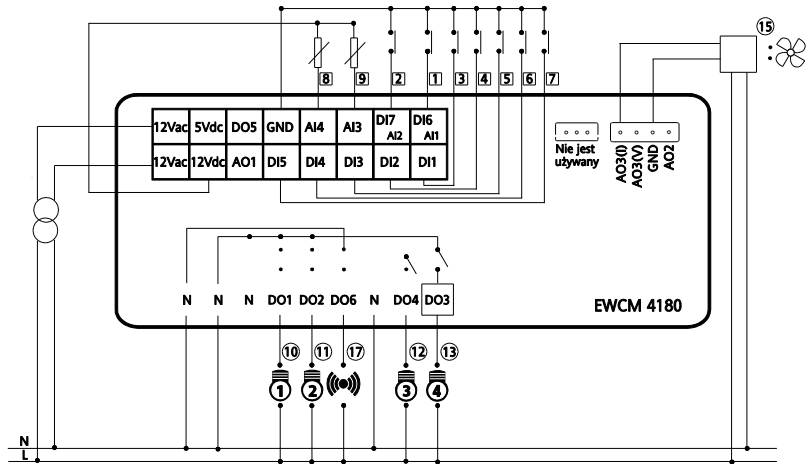 15
8 9 2 1 3 4 5 6 7
12Vac 5Vdc DO5 GND AI4 AI3 DI7 AI2 DI6 AI1
12Vac 12Vdc AO1 DI5 DI4 DI3 DI2 DI1
Nie jest
używany
AO3(I)
AO3(V)
GND
AO2
N N N DO1 DO2 DO6 N DO4 DO3
EWCM 4180
10 11 17 12 13
1 2 3 4
N
L